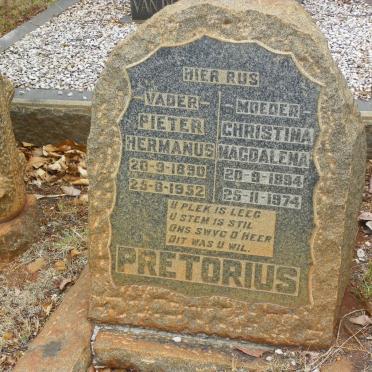 HIER RUS
VADER
PIETER
HERMANUS
20-9-1890
25-8-1952
MOEDER
CHRISTINA
MAGDALENA
20-9-1894
25-11-1974
U PLEK IS LEEG
U STEM IS STIL
ONS SWYG O HEER
DIT WAS U WIL.
PRETORIUS